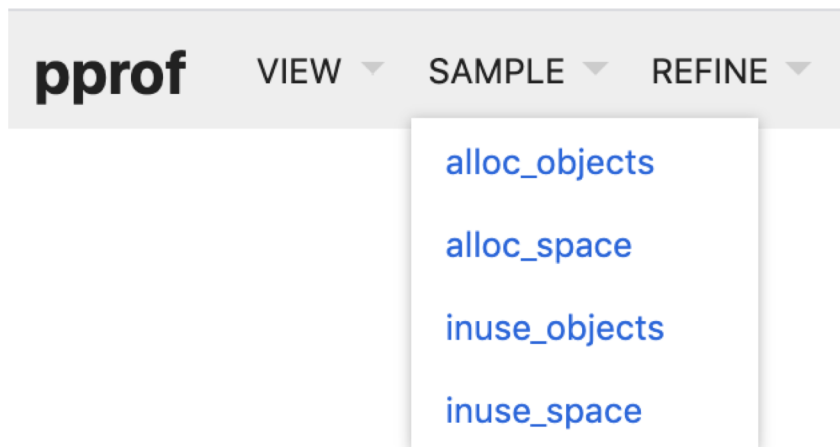 pprof VIEW SAMPLE REFINE
alloc_objects
alloc_space
inuse_objects
inuse_space